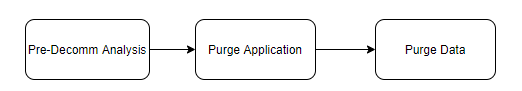 Pre-Decomm Analysis
Purge Application
Purge Data